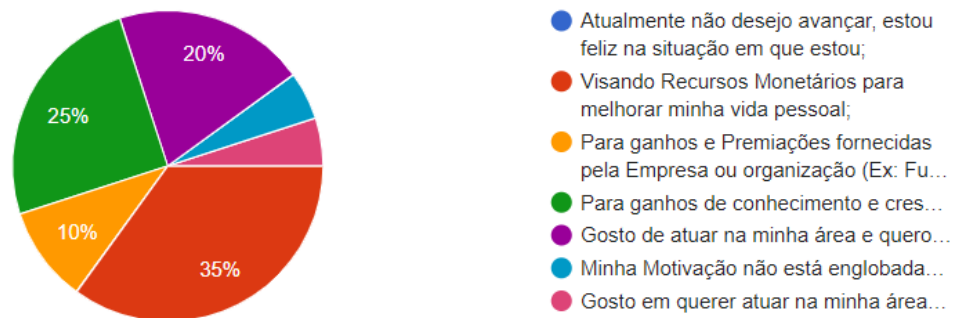 20%
25%
10%
35%
Atualmente não desejo avançar, estou
feliz na situação em que estou;
Visando Recursos Monetários para
melhorar minha vida pessoal;
Para ganhos e Premiações fornecidas
pela Empresa ou organização (Ex: Fu...
Para ganhos de conhecimento e cres...
Gosto de atuar na minha área e quero...
Minha Motivação não está englobada...
Gosto em querer atuar na minha área...